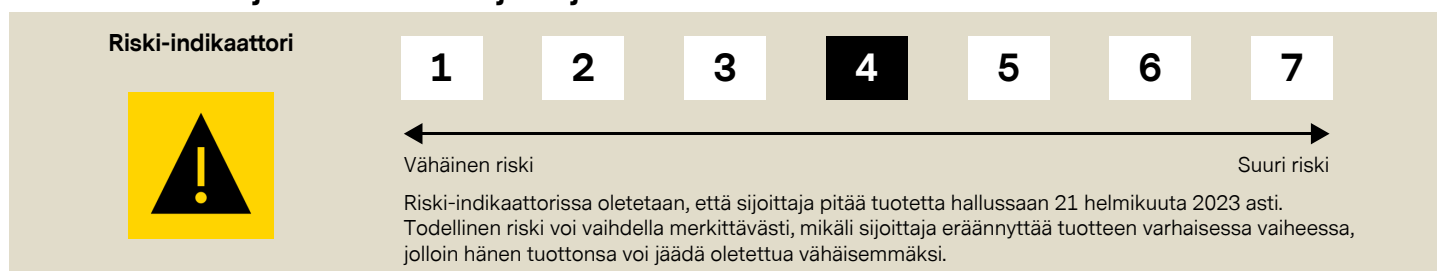 Riski-indikaattori
1 2 3 4 5 6 7
Vähäinen riski Suuri riski
Riski-indikaattorissa oletetaan, että sijoittaja pitää tuotetta hallussaan 21 helmikuuta 2023 asti.
Todellinen riski voi vaihdella merkittävästi, mikäli sijoittaja eräännyttää tuotteen varhaisessa vaiheessa,
jolloin hänen tuottonsa voi jäädä oletettua vähäisemmäksi.